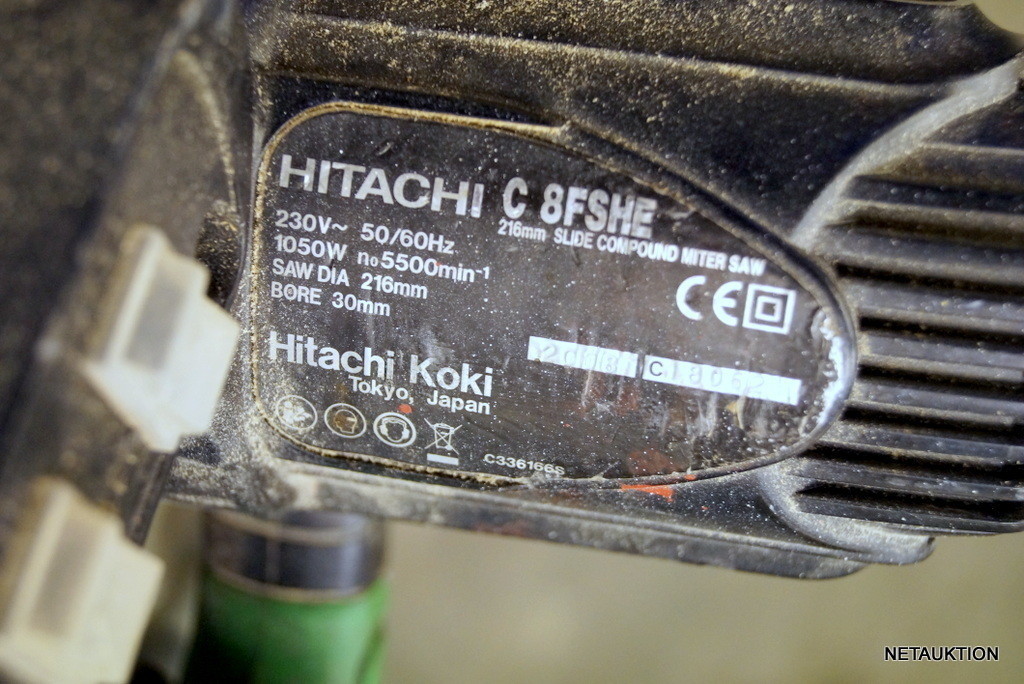 HITACHI C 8FSHE
216mm SLIDE COMPOUND MITER SAW
230V~ 50/60Hz
1050W no5500min-1
SAW DIA 216mm
BORE 30mm
CE
Hitachi Koki
Tokyo, Japan
C
C336166S
NETAUKTION